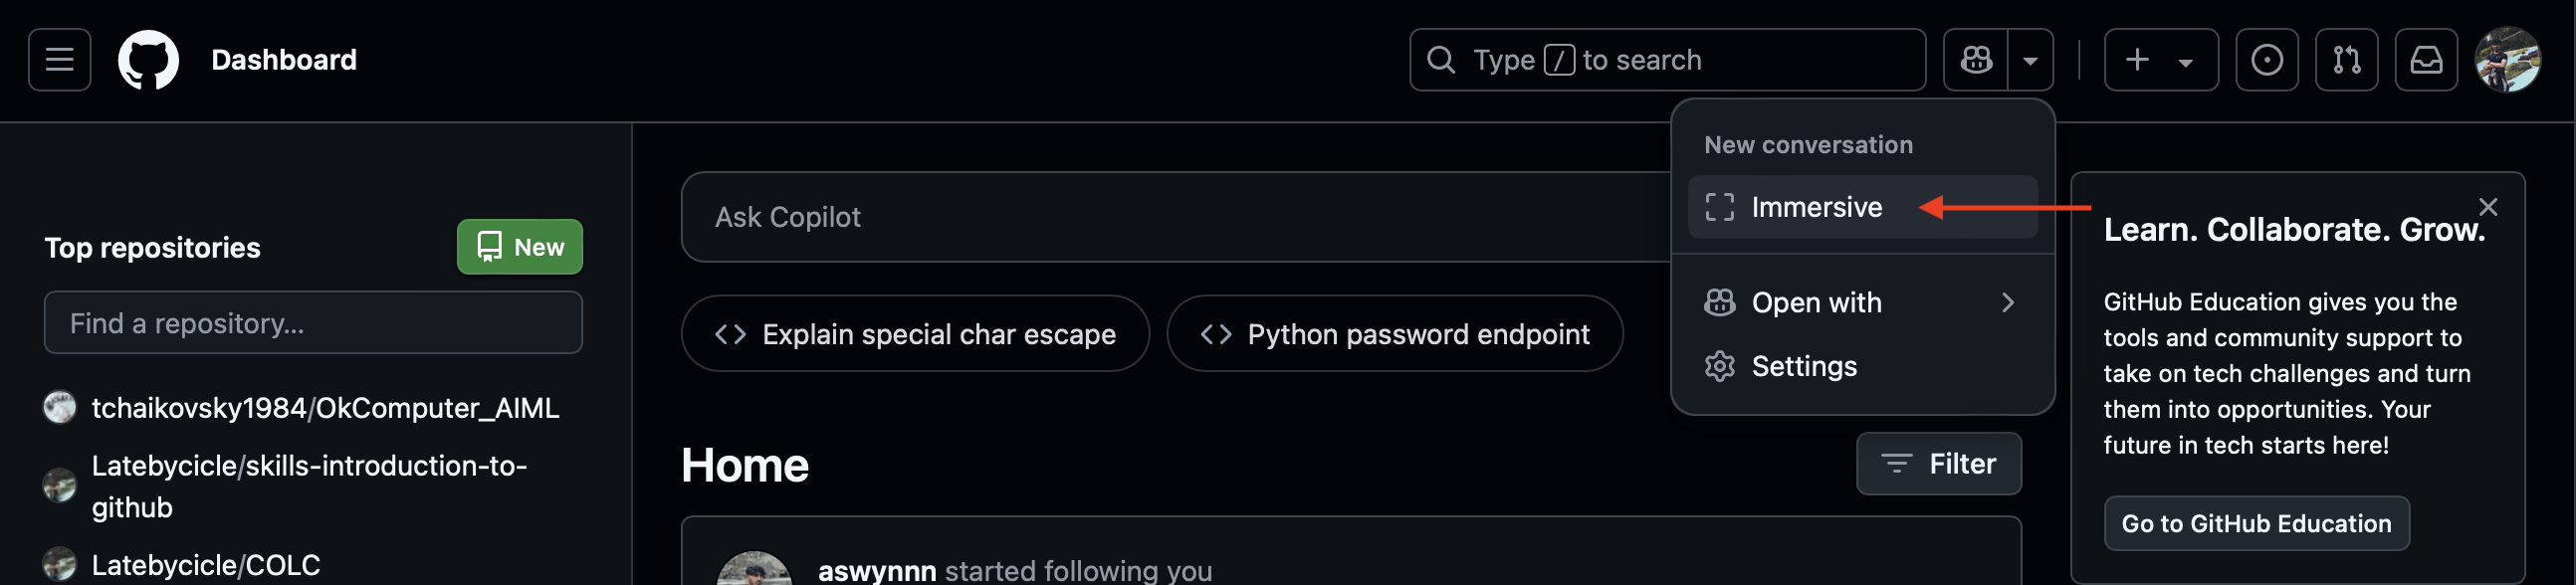 Dashboard
Type / to search
New conversation
Immersive
Open with
Settings
Top repositories
New
Find a repository...
tchaikovsky1984/OkComputer_AIML
Latebycicle/skills-introduction-to-
github
Latebycicle/COLC
Ask Copilot
Explain special char escape
Python password endpoint
Home
Filter
aswynnn started following you
Learn. Collaborate. Grow.
GitHub Education gives you the
tools and community support to
take on tech challenges and turn
them into opportunities. Your
future in tech starts here!
Go to GitHub Education